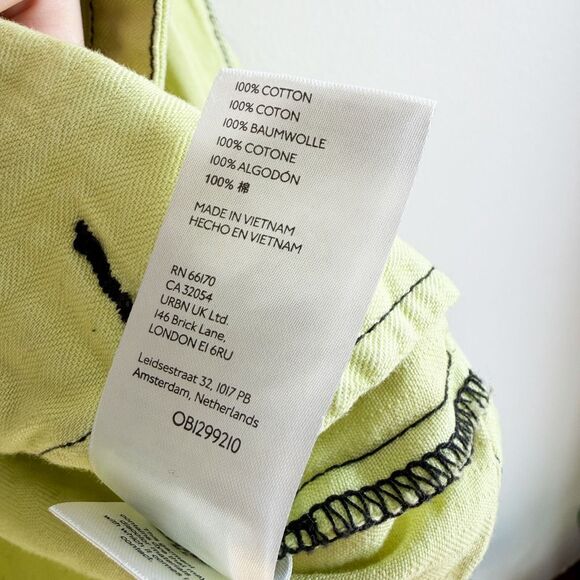 100% COTTON
100% COTON
100% BAUMWOLLE
100% COTONE
100% ALGODÓN
100% 棉
MADE IN VIETNAM
HECHO EN VIETNAM
RN 66170
CA 32054
URBN UK Ltd.
146 Brick Lane,
LONDON E1 6RU
Leidsestraat 32, 1017 PB
Amsterdam, Netherlands
OB1299210